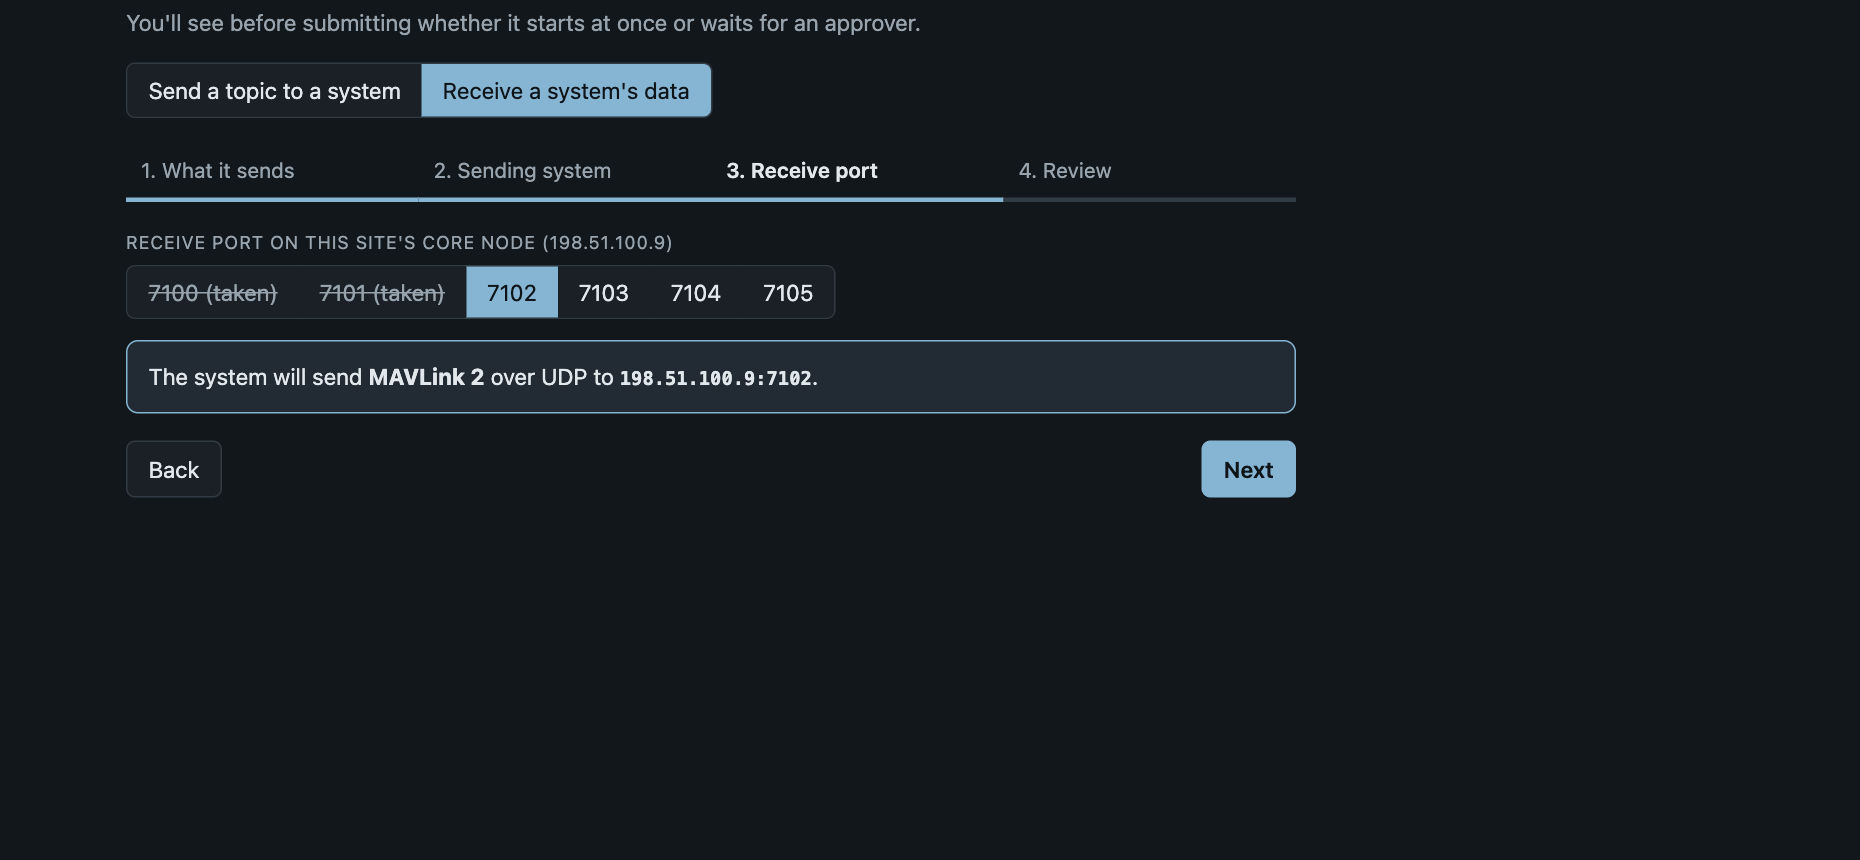 You'll see before submitting whether it starts at once or waits for an approver.
Send a topic to a system Receive a system's data
1. What it sends 2. Sending system 3. Receive port 4. Review
RECEIVE PORT ON THIS SITE'S CORE NODE (198.51.100.9)
7100 (taken) 7101 (taken) 7102 7103 7104 7105
The system will send MAVLink 2 over UDP to 198.51.100.9:7102.
Back Next